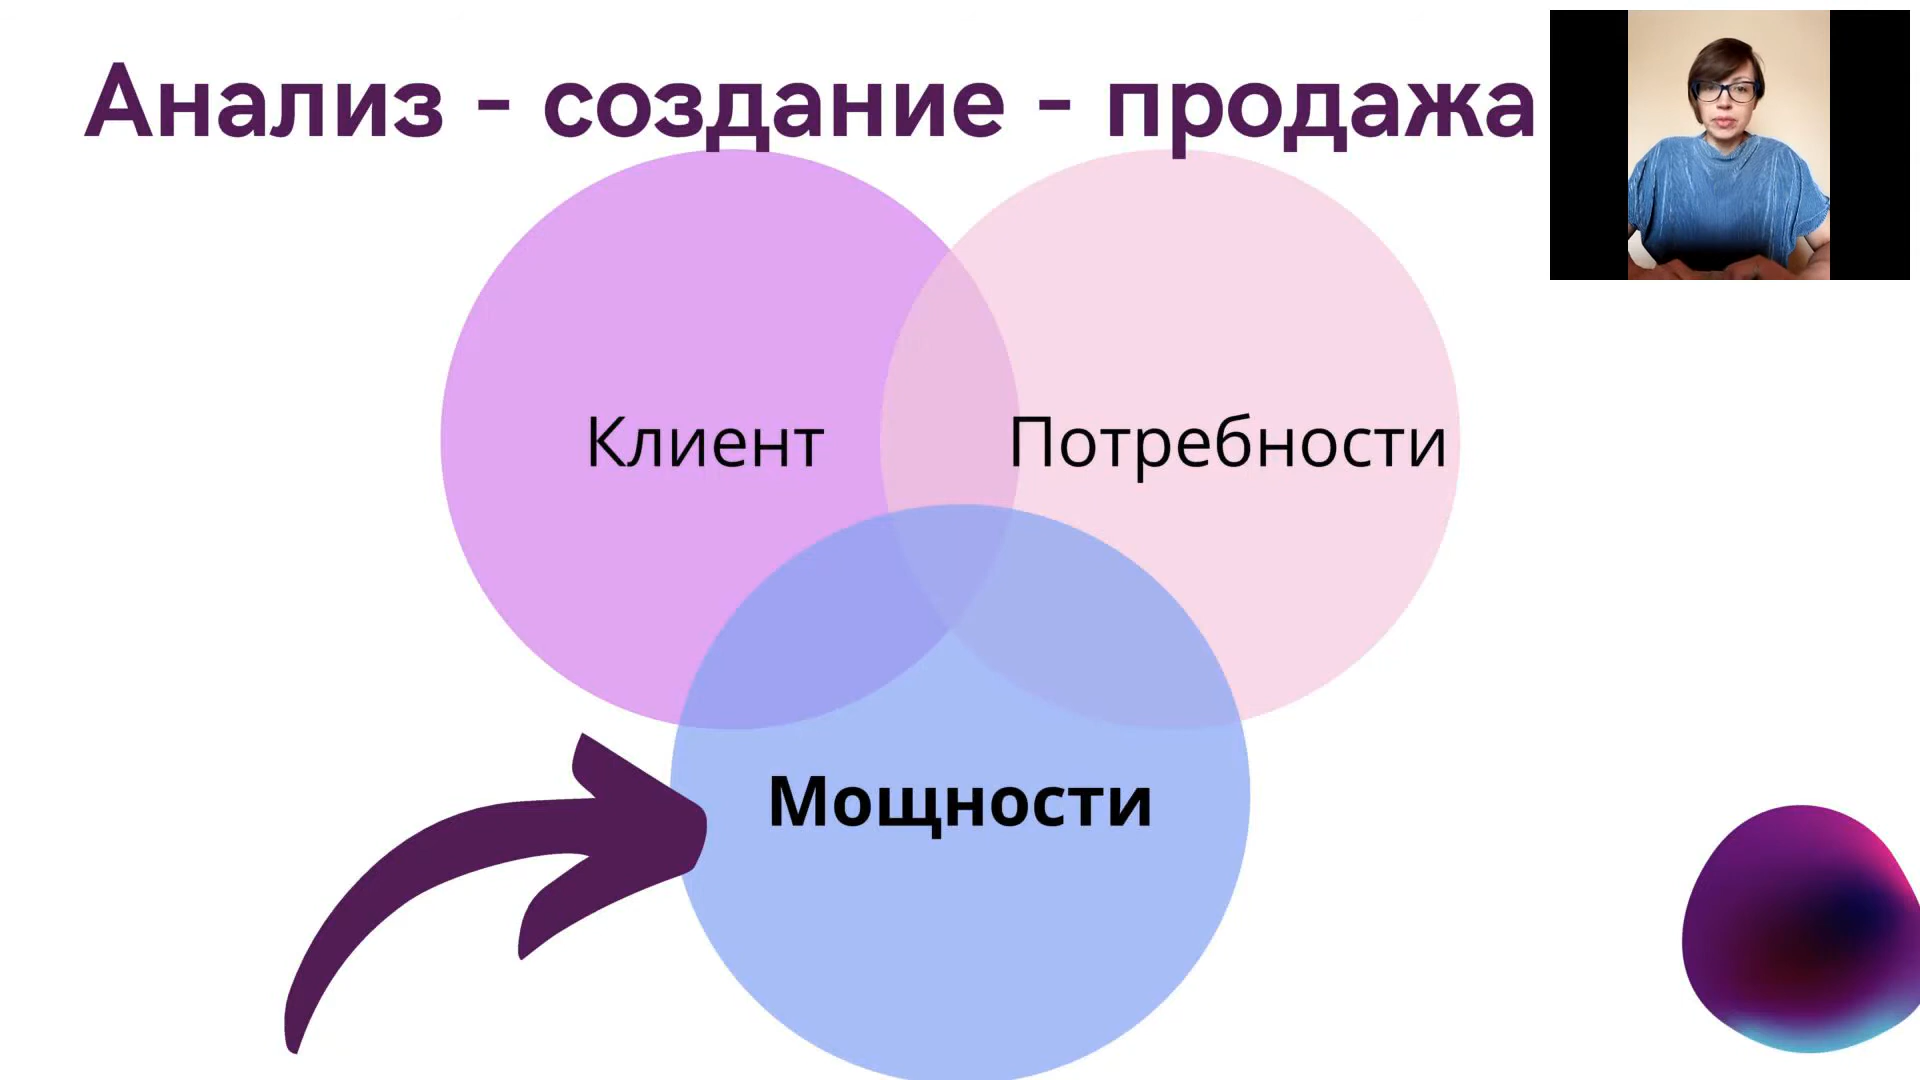 Анализ - создание - продажа
Клиент
Потребности
Мощности